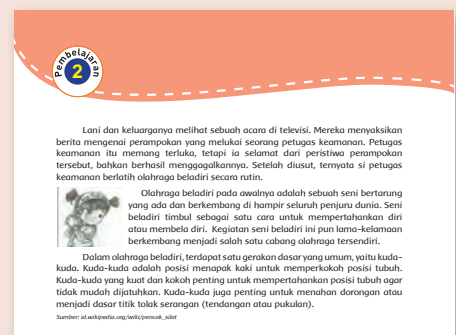 Pembelajaran
2
Lani dan keluarganya melihat sebuah acara di televisi. Mereka menyaksikan
berita mengenai perampokan yang melukai seorang petugas keamanan. Petugas
keamanan itu memang terluka, tetapi ia selamat dari peristiwa perampokan
tersebut, bahkan berhasil menggagalkannya. Setelah diusut, ternyata si petugas
keamanan berlatih olahraga beladiri secara rutin.
Olahraga beladiri pada awalnya adalah sebuah seni bertarung
yang ada dan berkembang di hampir seluruh penjuru dunia. Seni
beladiri timbul sebagai satu cara untuk mempertahankan diri
atau membela diri. Kegiatan seni beladiri ini pun lama-kelamaan
berkembang menjadi salah satu cabang olahraga tersendiri.
Dalam olahraga beladiri, terdapat satu gerakan dasar yang umum, yaitu kuda-
kuda. Kuda-kuda adalah posisi menapak kaki untuk memperkokoh posisi tubuh.
Kuda-kuda yang kuat dan kokoh penting untuk mempertahankan posisi tubuh agar
tidak mudah dijatuhkan. Kuda-kuda juga penting untuk menahan dorongan atau
menjadi dasar titik tolak serangan (tendangan atau pukulan).
Sumber: id.wikipedia.org/wiki/pencak_silat